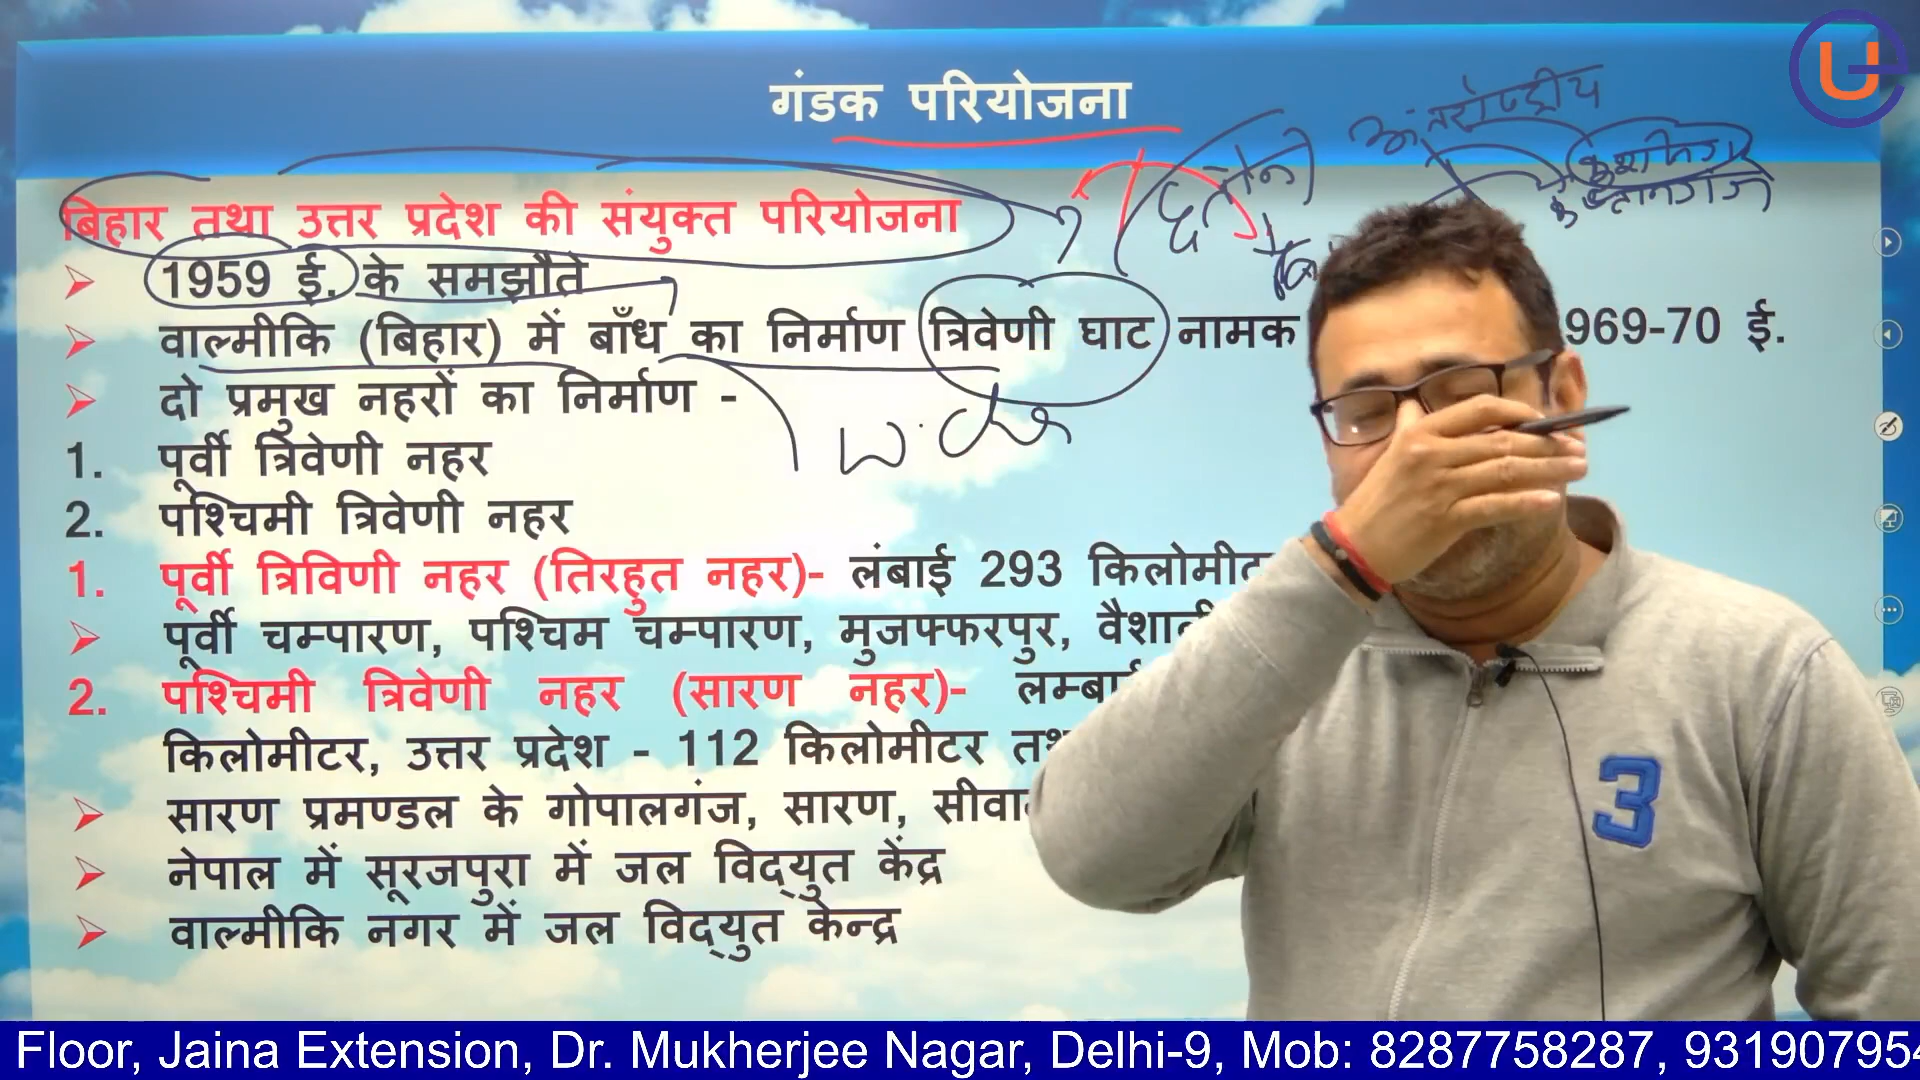 गंडक परियोजना
अंतर्राष्ट्रीय
बिहार तथा उत्तर प्रदेश की संयुक्त परियोजना
1959 ई. के समझौते
वाल्मीकि (बिहार) में बाँध का निर्माण त्रिवेणी घाट नामक 969-70 ई.
दो प्रमुख नहरों का निर्माण -
1. पूर्वी त्रिवेणी नहर
2. पश्चिमी त्रिवेणी नहर
1. पूर्वी त्रिविणी नहर (तिरहुत नहर)- लंबाई 293
पूर्वी चम्पारण, पश्चिम चम्पारण, मुजफ्फरपुर,
2. पश्चिमी त्रिवेणी नहर (सारण नहर)-
किलोमीटर, उत्तर प्रदेश - 112 किलोमीटर
सारण प्रमण्डल के गोपालगंज, सारण,
नेपाल में सूरजपुरा में जल विद्युत केंद्र
वाल्मीकि नगर में जल विद्युत केन्द्र
3
Floor, Jaina Extension, Dr. Mukherjee Nagar, Delhi-9, Mob: 8287758287, 931907954